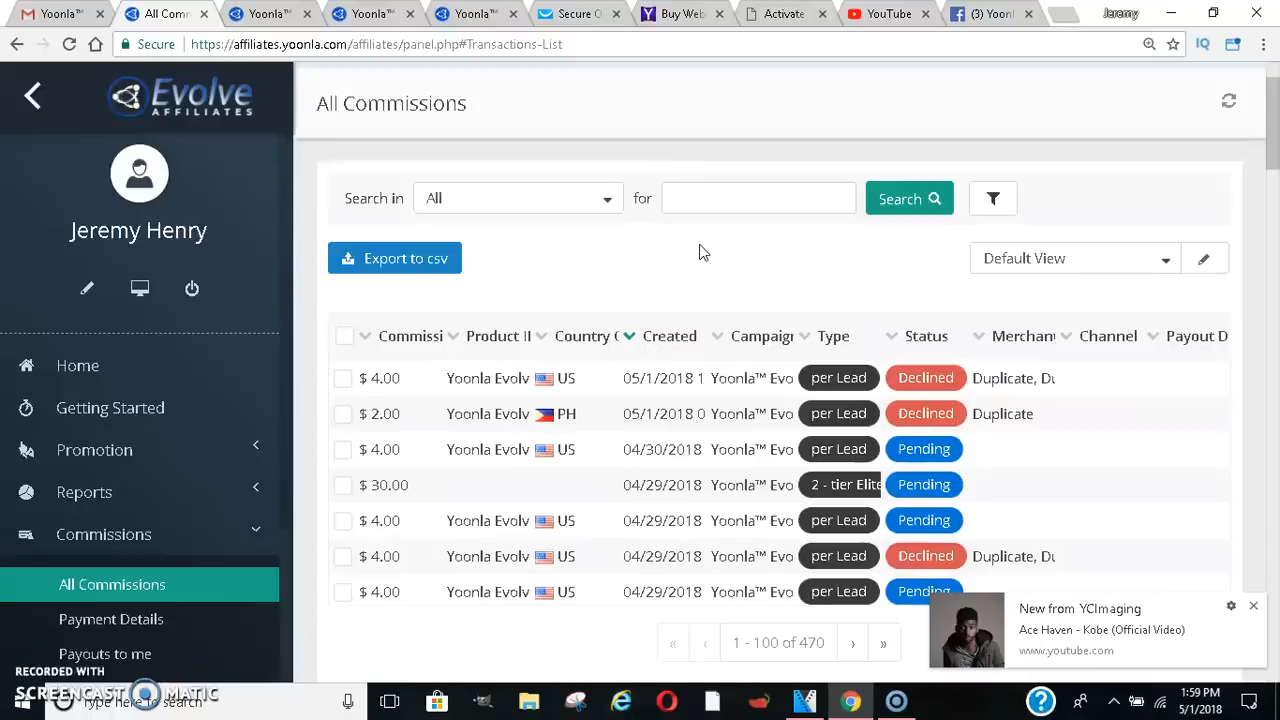 Yoonla™ All Comm Yoonla™ Yoonla™ Yoonla™ Secure O Buy Web Activate YouTube (3) Yoonl Jeremy
Secure https://affiliates.yoonla.com/affiliates/panel.php#Transactions-List IQ
Evolve
AFFILIATES
Jeremy Henry
Home
Getting Started
Promotion
Reports
Commissions
All Commissions
Payment Details
Payouts to me
All Commissions
Search in All for Search
Export to csv Default View
Commissi Product I Country Created Campaig Type Status Merchan Channel Payout D
$ 4.00 Yoonla Evolv US 05/1/2018 1 Yoonla™ Evo per Lead Declined Duplicate, Du
$ 2.00 Yoonla Evolv PH 05/1/2018 0 Yoonla™ Evo per Lead Declined Duplicate
$ 4.00 Yoonla Evolv US 04/30/2018 Yoonla™ Evo per Lead Pending
$ 30.00 04/29/2018 Yoonla™ Evo 2 - tier Elite Pending
$ 4.00 Yoonla Evolv US 04/29/2018 Yoonla™ Evo per Lead Pending
$ 4.00 Yoonla Evolv US 04/29/2018 Yoonla™ Evo per Lead Declined Duplicate, Du
$ 4.00 Yoonla Evolv US 04/29/2018 Yoonla™ Evo per Lead Pending
« ‹ 1 - 100 of 470 › »
New from YCImaging
Ace Haven - Kobe (Official Video)
www.youtube.com
RECORDED WITH
SCREENCAST MATIC
Type here to search
1:59 PM
5/1/2018